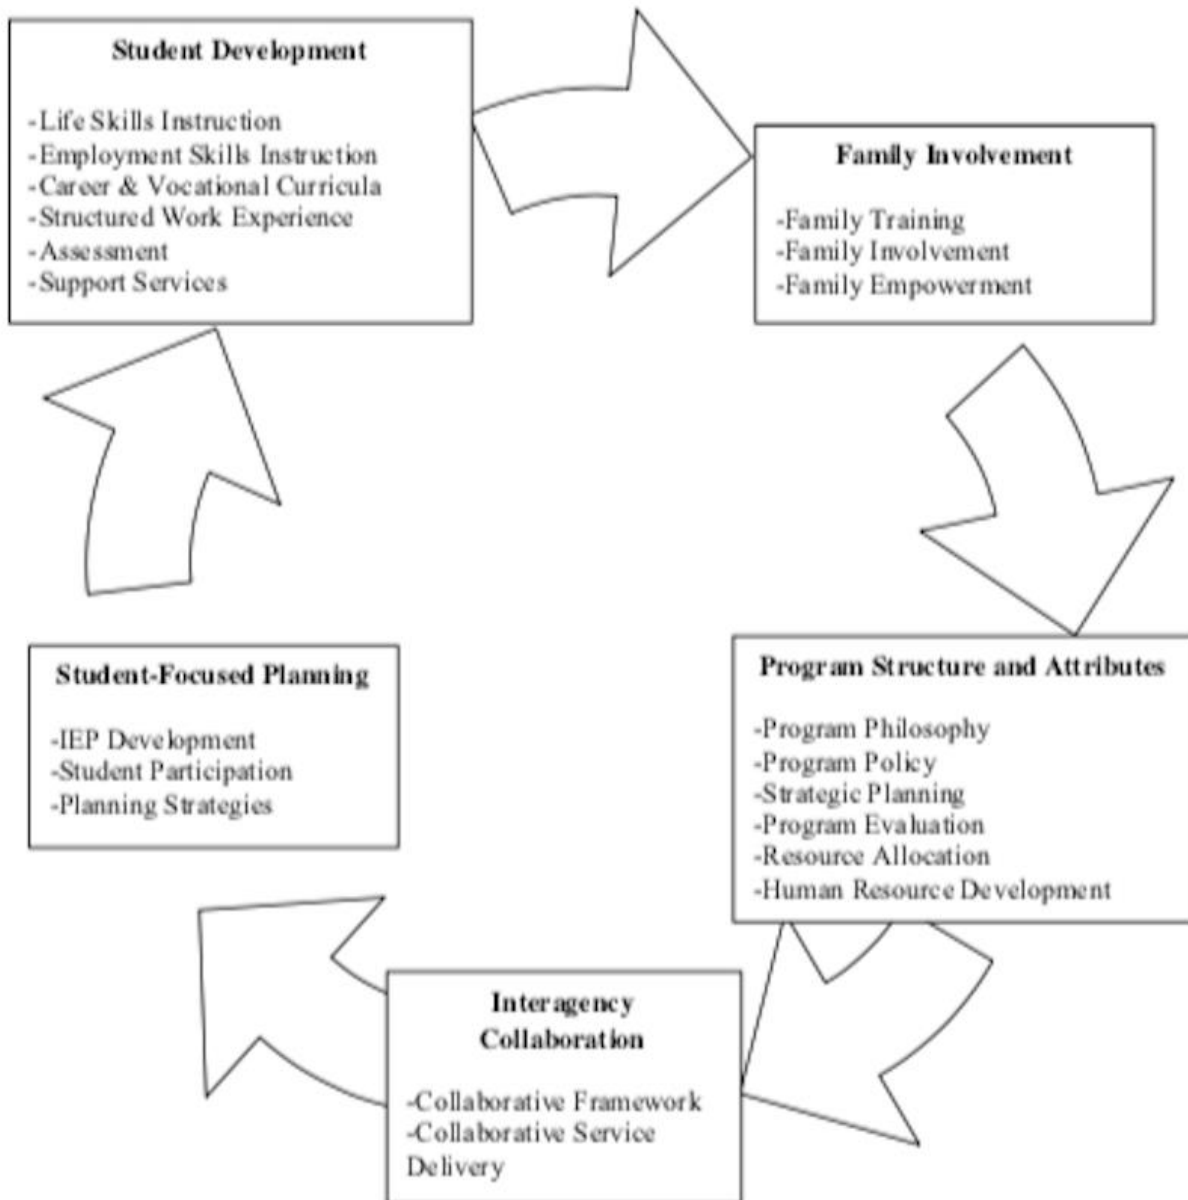 Student Development
-Life Skills Instruction
-Employment Skills Instruction
-Career & Vocational Curricula
-Structured Work Experience
-Assessment
-Support Services
Family Involvement
-Family Training
-Family Involvement
-Family Empowerment
Program Structure and Attributes
-Program Philosophy
-Program Policy
-Strategic Planning
-Program Evaluation
-Resource Allocation
-Human Resource Development
Interagency
Collaboration
-Collaborative Framework
-Collaborative Service
Delivery
Student-Focused Planning
-IEP Development
-Student Participation
-Planning Strategies